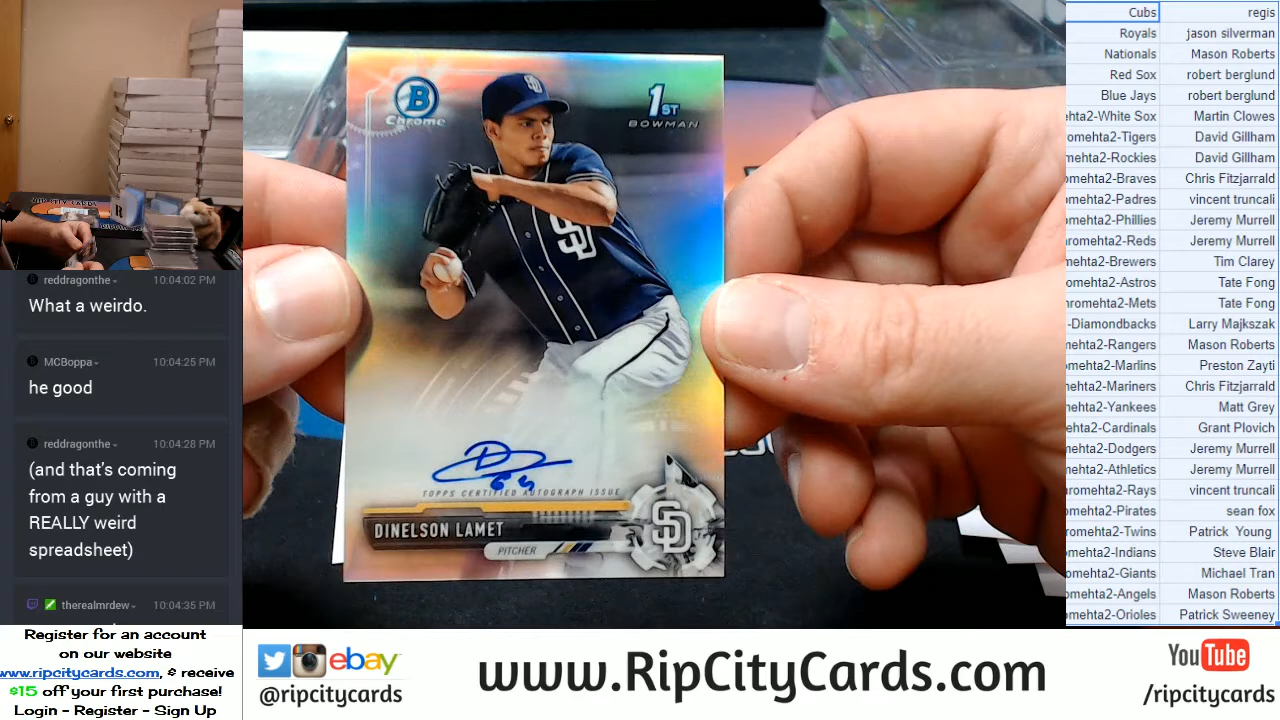 reddragonthe 10:04:02 PM
What a weirdo.
MCBoppa 10:04:25 PM
he good
reddragonthe 10:04:28 PM
(and that's coming
from a guy with a
REALLY weird
spreadsheet)
therealmrdew 10:04:35 PM
Register for an account
on our website
www.ripcitycards.com, & receive
$15 off your first purchase!
Login - Register - Sign Up
B
Chrome
1ST
BOWMAN
SD
SD
D
64
TOPPS CERTIFIED AUTOGRAPH ISSUE
DINELSON LAMET
PITCHER
SD
Cubs regis
Royals jason silverman
Nationals Mason Roberts
Red Sox robert berglund
Blue Jays robert berglund
mehta2-White Sox Martin Clowes
romehta2-Tigers David Gillham
mehta2-Rockies David Gillham
mehta2-Braves Chris Fitzjarrald
omehta2-Padres vincent truncali
omehta2-Phillies Jeremy Murrell
romehta2-Reds Jeremy Murrell
mehta2-Brewers Tim Clarey
omehta2-Astros Tate Fong
romehta2-Mets Tate Fong
-Diamondbacks Larry Majkszak
mehta2-Rangers Mason Roberts
mehta2-Marlins Preston Zayti
mehta2-Mariners Chris Fitzjarrald
mehta2-Yankees Matt Grey
mehta2-Cardinals Grant Plovich
mehta2-Dodgers Jeremy Murrell
mehta2-Athletics Jeremy Murrell
romehta2-Rays vincent truncali
omehta2-Pirates sean fox
omehta2-Twins Patrick Young
omehta2-Indians Steve Blair
omehta2-Giants Michael Tran
omehta2-Angels Mason Roberts
omehta2-Orioles Patrick Sweeney
ebay
@ripcitycards
www.RipCityCards.com
You Tube
/ripcitycards